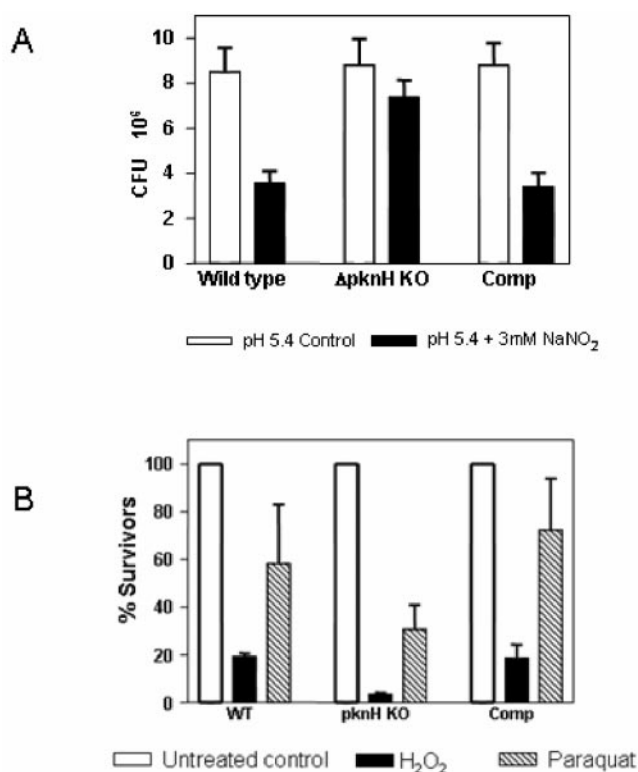 A
10
8
6
4
2
0
CFU 10⁶
Wild type ΔpknH KO Comp
pH 5.4 Control pH 5.4 + 3mM NaNO₂
B
100
80
60
40
20
0
% Survivors
WT pknH KO Comp
Untreated control H₂O₂ Paraquat